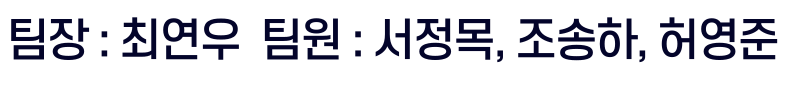 팀장 : 최연우  팀원 : 서정목, 조송하, 허영준